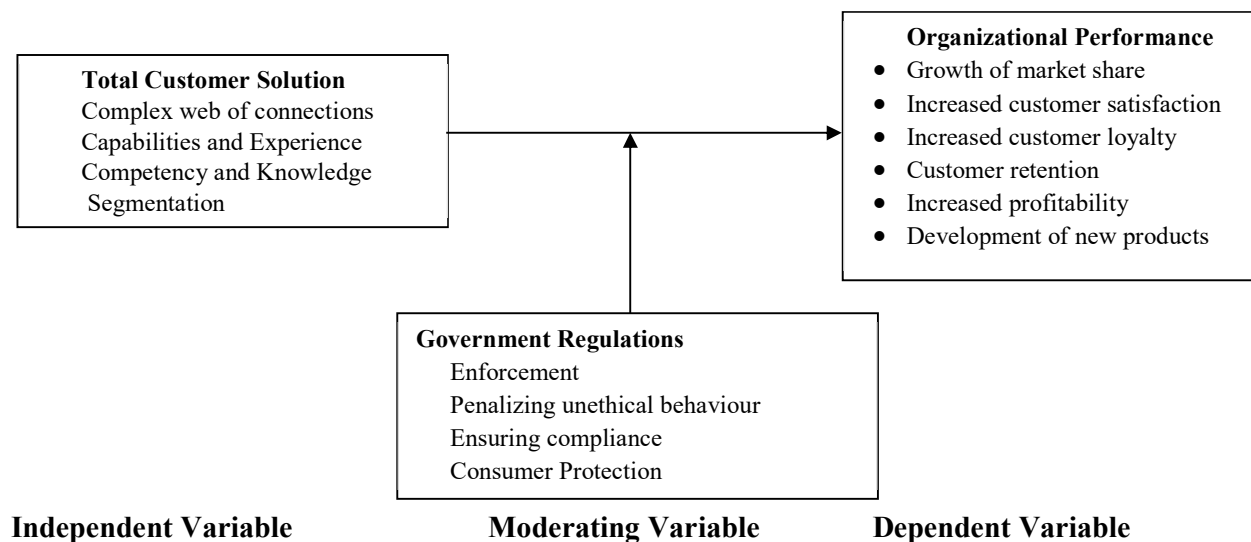 Total Customer Solution
Complex web of connections
Capabilities and Experience
Competency and Knowledge
Segmentation
Organizational Performance
• Growth of market share
• Increased customer satisfaction
• Increased customer loyalty
• Customer retention
• Increased profitability
• Development of new products
Government Regulations
Enforcement
Penalizing unethical behaviour
Ensuring compliance
Consumer Protection
Independent Variable
Moderating Variable
Dependent Variable